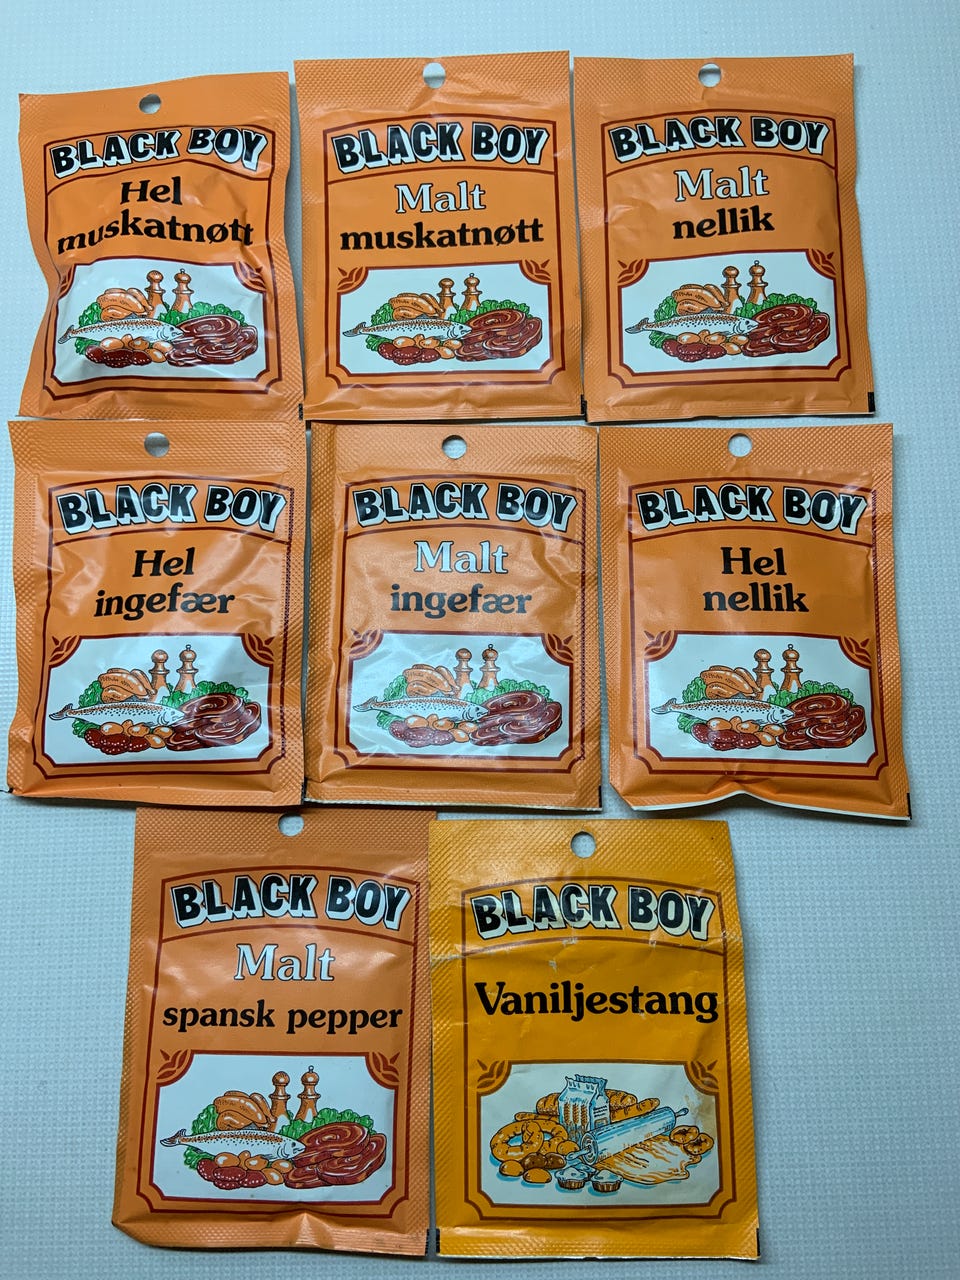 BLACK BOY
Hel
muskatnøtt
BLACK BOY
Malt
muskatnøtt
BLACK BOY
Malt
nellik
BLACK BOY
Hel
ingefær
BLACK BOY
Malt
ingefær
BLACK BOY
Hel
nellik
BLACK BOY
Malt
spansk pepper
BLACK BOY
Vaniljestang